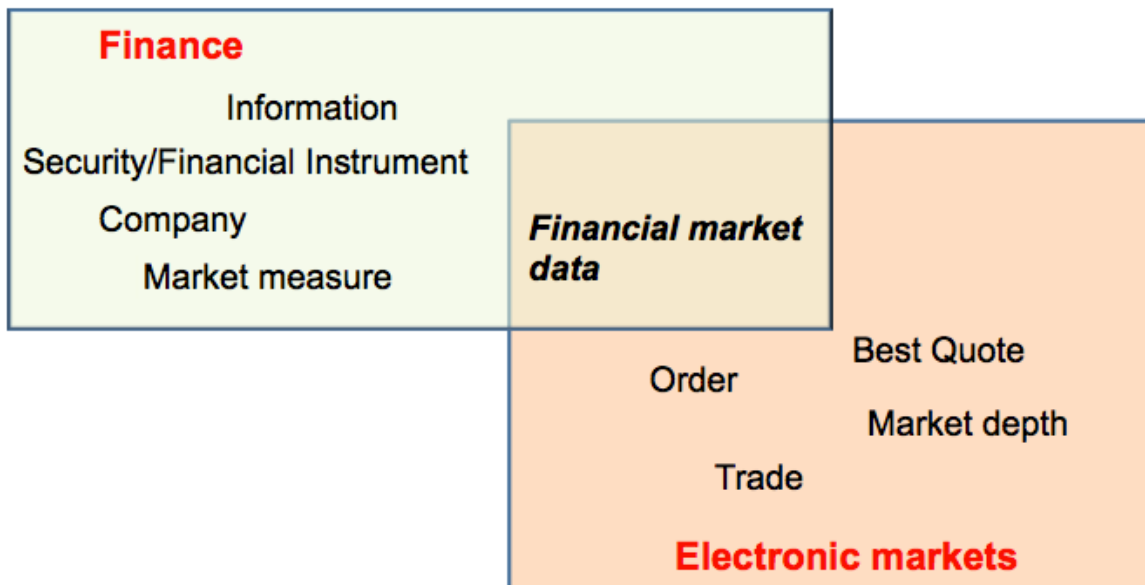 Finance
Information
Security/Financial Instrument
Company
Market measure
Financial market
data
Best Quote
Order
Market depth
Trade
Electronic markets